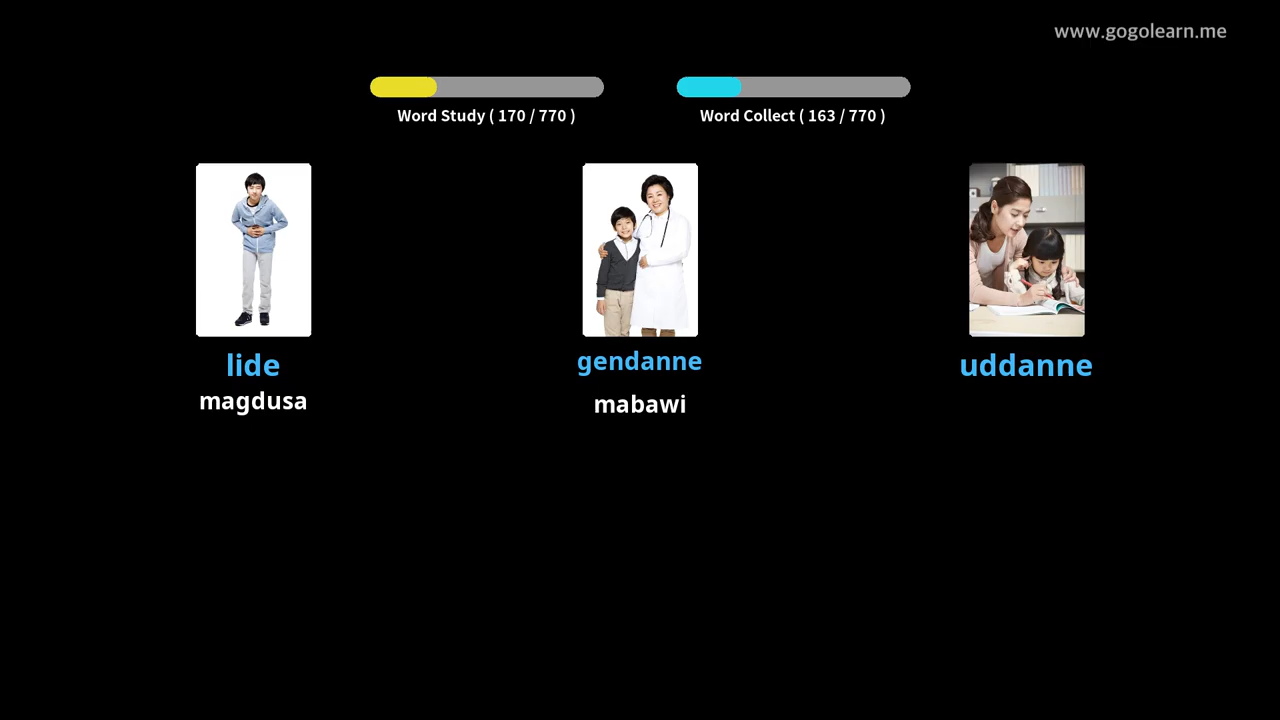 www.gogolearn.me
Word Study ( 170 / 770 )
Word Collect ( 163 / 770 )
lide
magdusa
gendanne
mabawi
uddanne